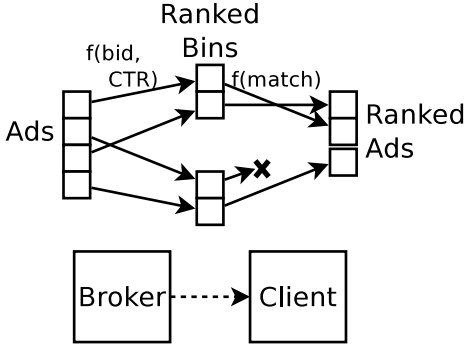 Ranked
Bins
f(bid,
CTR)
f(match)
Ads
Ranked
Ads
Broker
Client